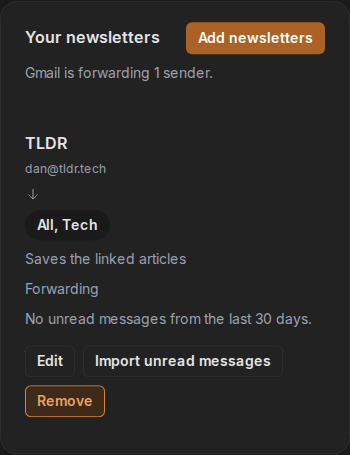 Your newsletters
Add newsletters
Gmail is forwarding 1 sender.
TLDR
dan@tldr.tech
↓
All, Tech
Saves the linked articles
Forwarding
No unread messages from the last 30 days.
Edit
Import unread messages
Remove